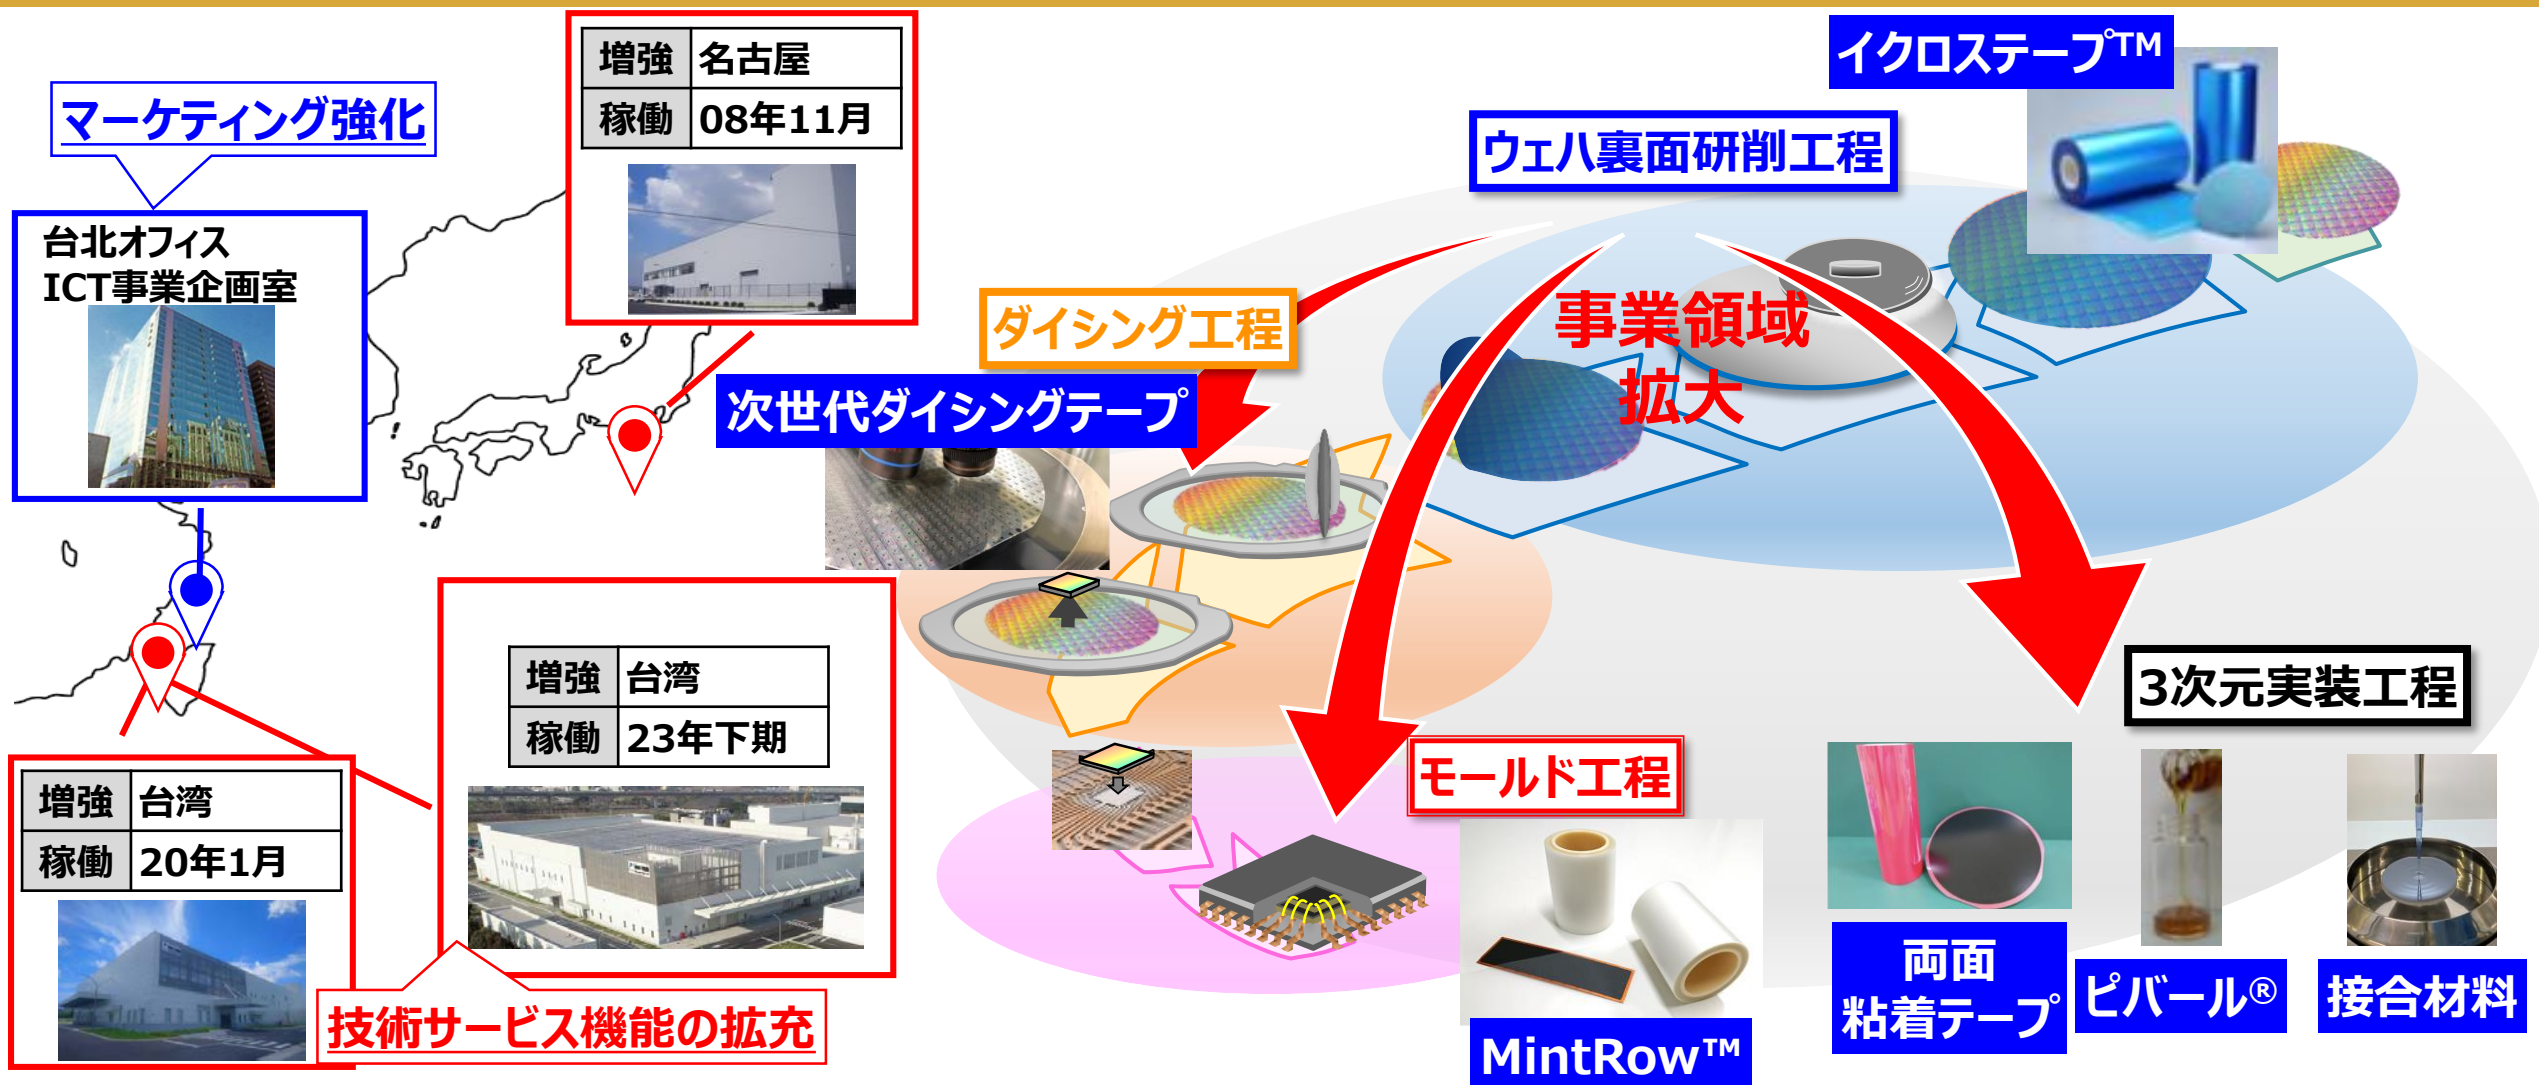 増強 名古屋
稼働 08年11月
マーケティング強化
台北オフィス
ICT事業企画室
増強 台湾
稼働 23年下期
増強 台湾
稼働 20年1月
技術サービス機能の拡充
イクロステープTM
ウェハ裏面研削工程
事業領域
拡大
ダイシング工程
次世代ダイシングテープ
モールド工程
MintRow™
3次元実装工程
両面
粘着テープ
ピバール®
接合材料